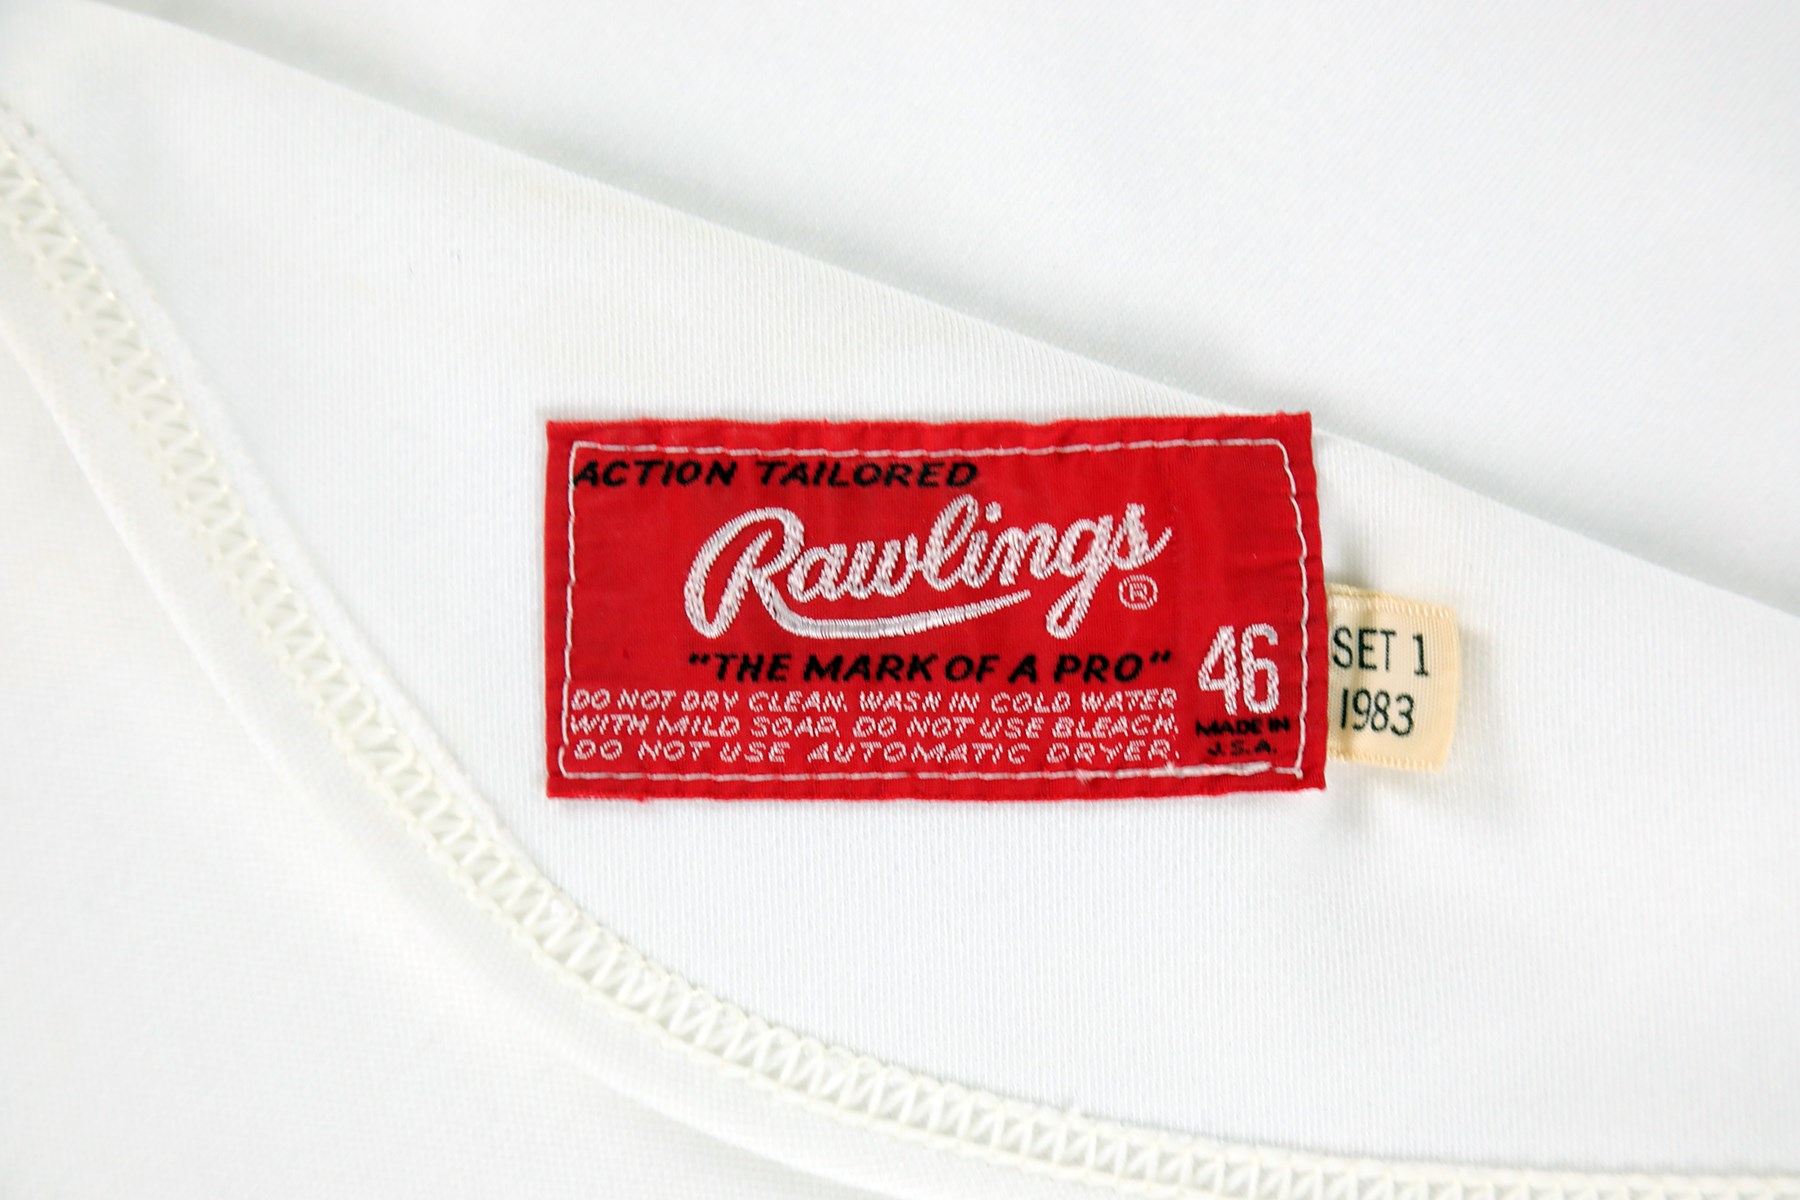 ACTION TAILORED
Rawlings ®
"THE MARK OF A PRO"
46
DO NOT DRY CLEAN. WASH IN COLD WATER
WITH MILD SOAP. DO NOT USE BLEACH.
DO NOT USE AUTOMATIC DRYER.
MADE IN
U.S.A.
SET 1
1983